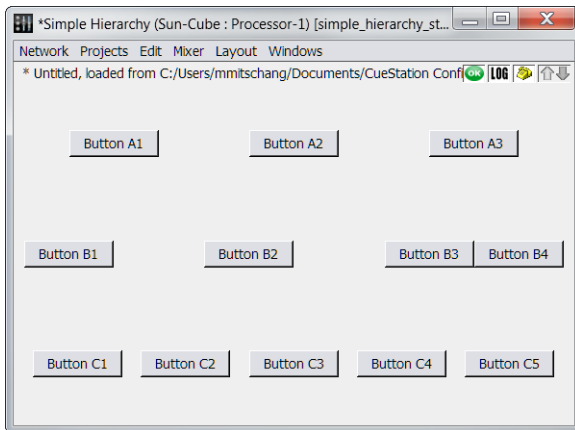 *Simple Hierarchy (Sun-Cube : Processor-1) [simple_hierarchy_st...
Network Projects Edit Mixer Layout Windows
* Untitled, loaded from C:/Users/mmitschang/Documents/CueStation Confi OK LOG
Button A1 Button A2 Button A3
Button B1 Button B2 Button B3 Button B4
Button C1 Button C2 Button C3 Button C4 Button C5